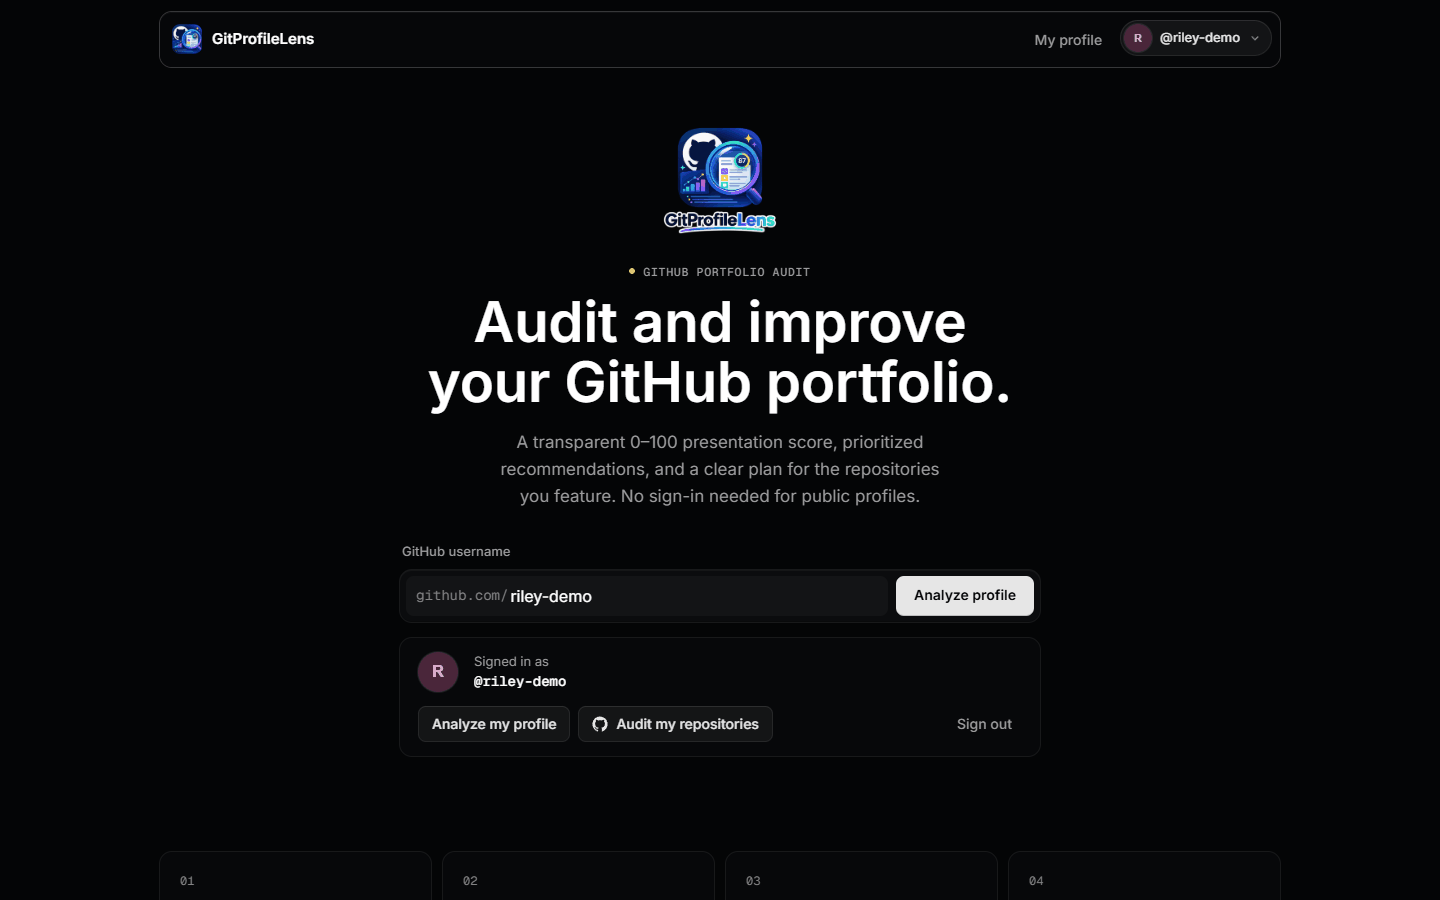 GitProfileLens
My profile
R
@riley-demo
87
GitProfileLens
GITHUB PORTFOLIO AUDIT
Audit and improve
your GitHub portfolio.
A transparent 0–100 presentation score, prioritized
recommendations, and a clear plan for the repositories
you feature. No sign-in needed for public profiles.
GitHub username
github.com/riley-demo
Analyze profile
R
Signed in as
@riley-demo
Analyze my profile
Audit my repositories
Sign out
01
02
03
04